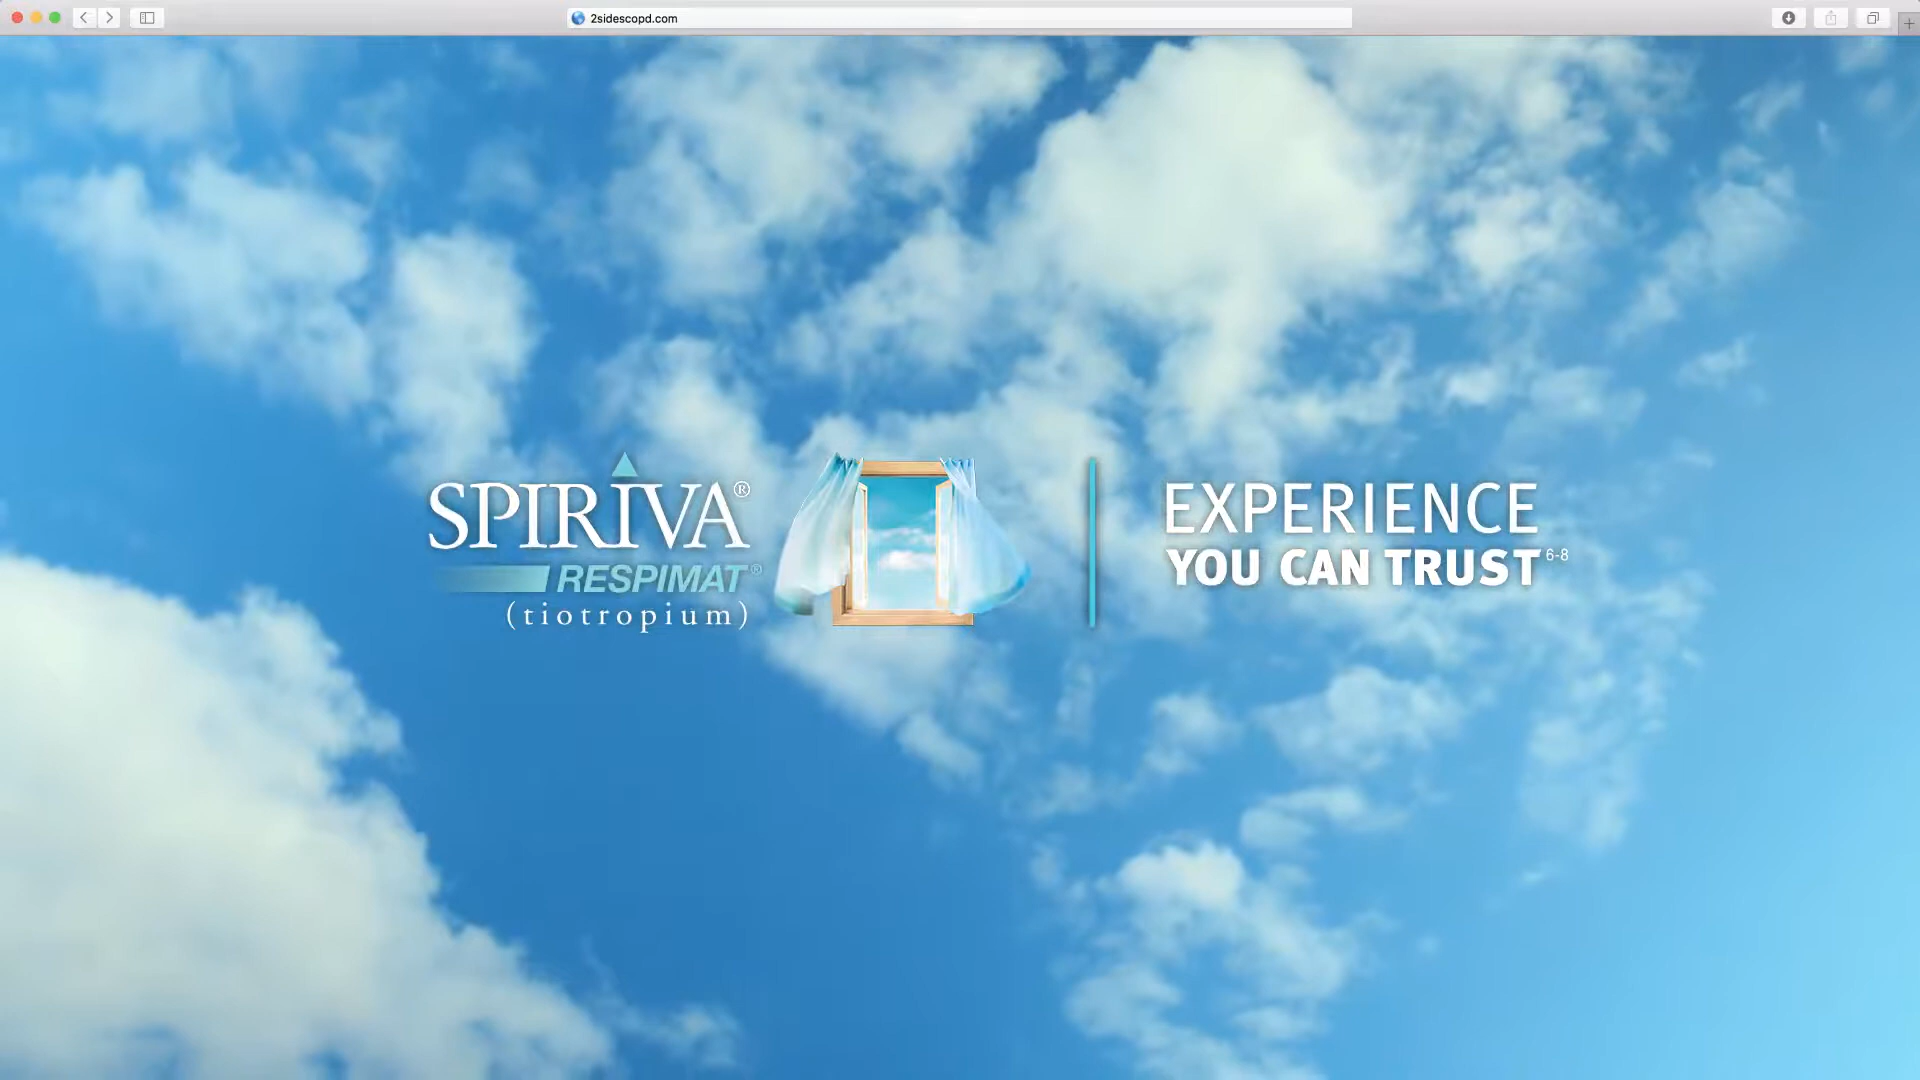 2sidescopd.com
SPIRIVA®
RESPIMAT®
(tiotropium)
EXPERIENCE
YOU CAN TRUST6-8